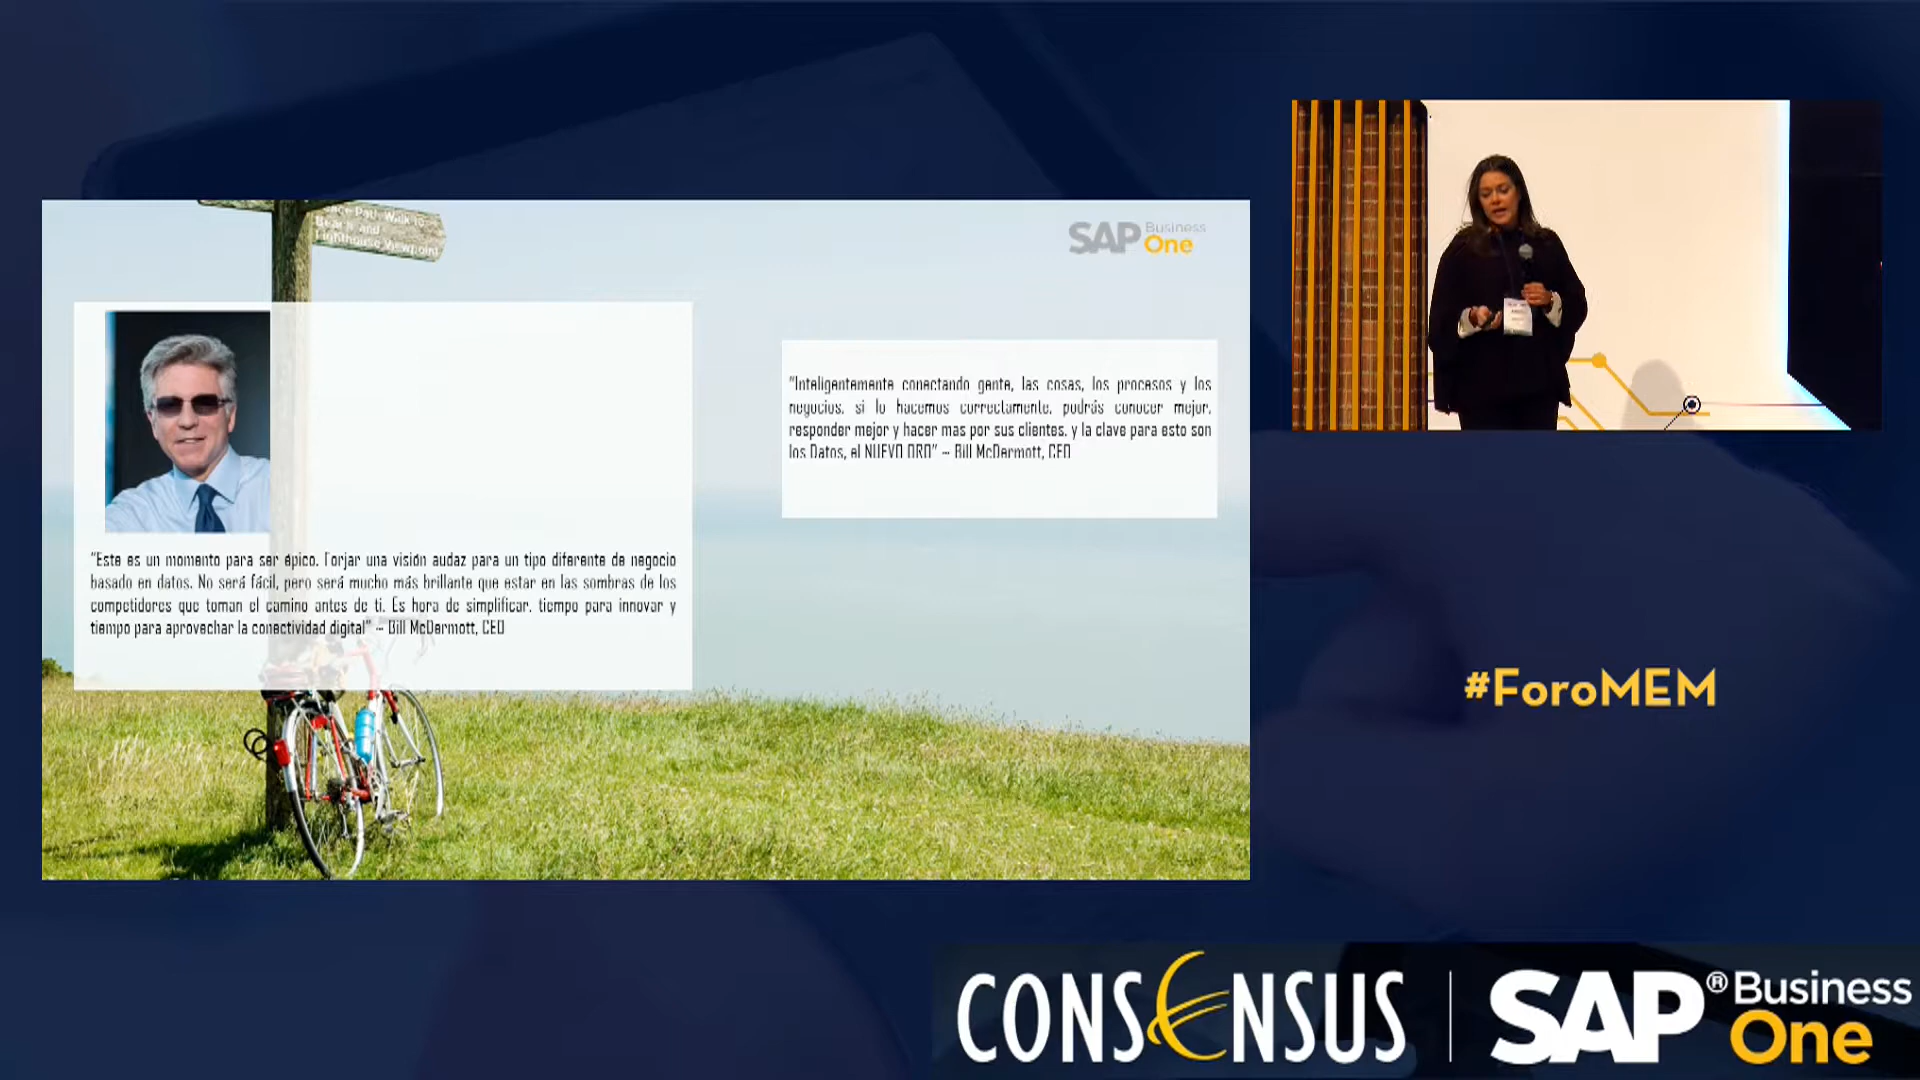 Beach and
Lighthouse Viewpoint
SAP Business
One
"Este es un momento para ser épico. Forjar una visión audaz para un tipo diferente de negocio
basado en datos. No será fácil, pero será mucho más brillante que estar en las sombras de los
competidores que toman el camino antes de ti. Es hora de simplificar, tiempo para innovar y
tiempo para aprovechar la conectividad digital" – Bill McDermott, CEO
"Inteligentemente conectando gente, las cosas, los procesos y los
negocios, si lo hacemos correctamente, podrás conocer mejor,
responder mejor y hacer mas por sus clientes, y la clave para esto son
los Datos, el NUEVO ORO" – Bill McDermott, CEO
#ForoMEM
CONSENSUS
SAP® Business
One